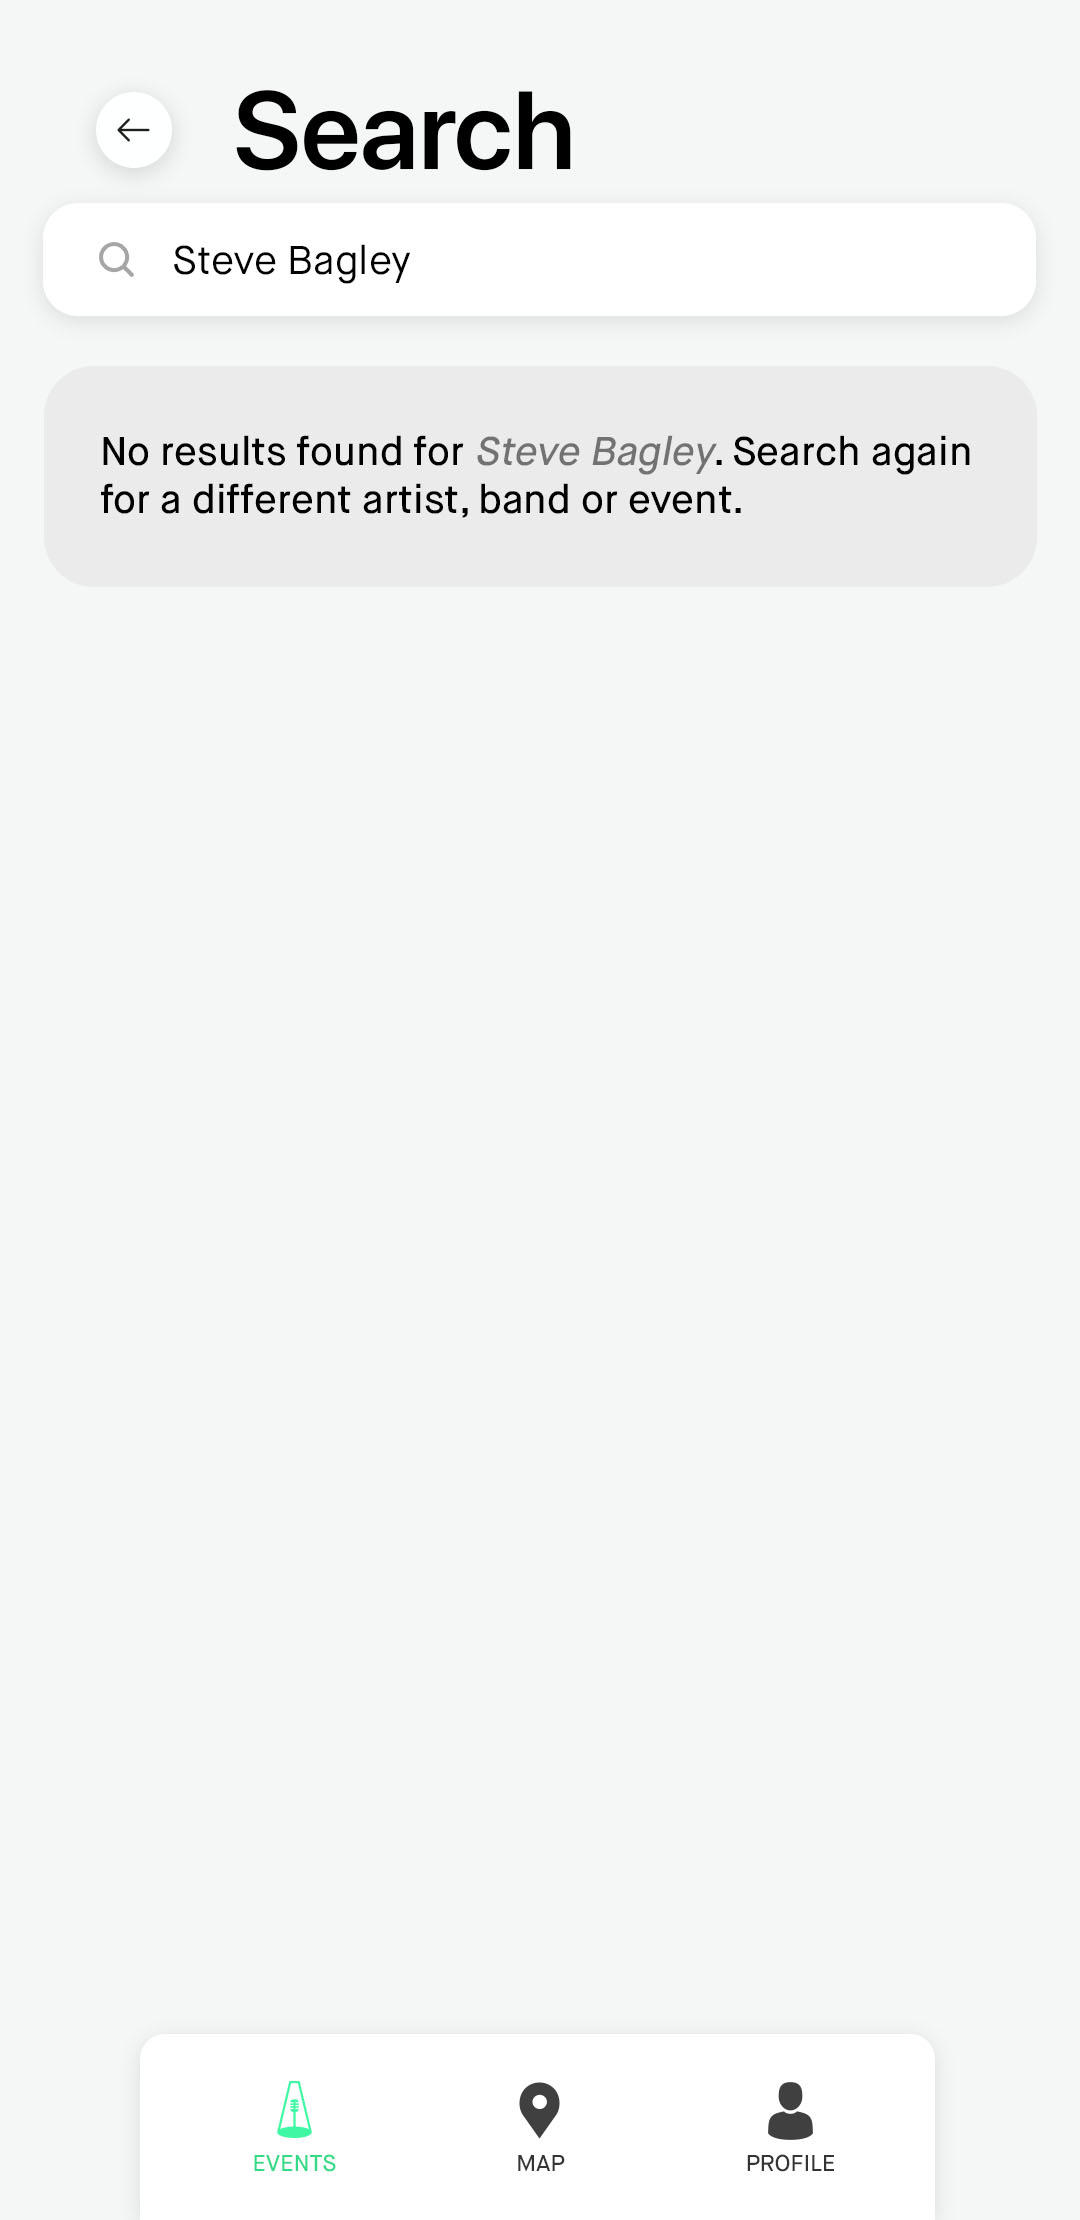 Search
Steve Bagley
No results found for Steve Bagley. Search again
for a different artist, band or event.
EVENTS
MAP
PROFILE